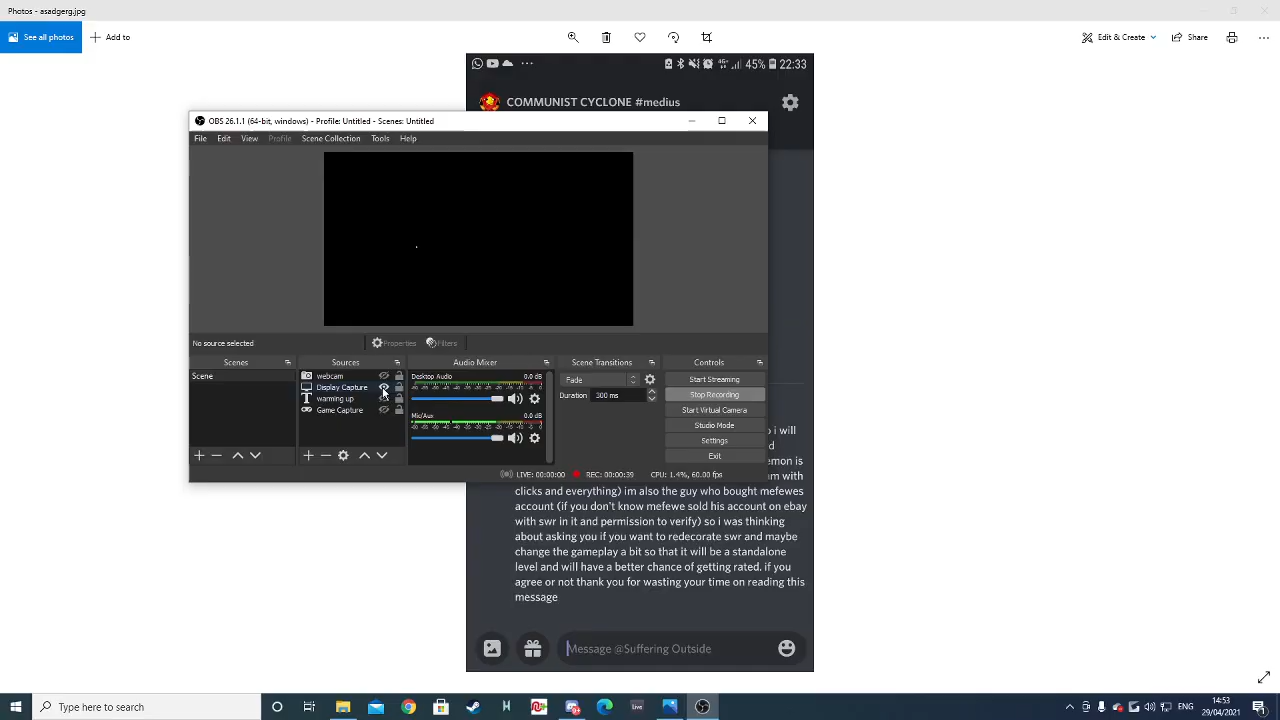 Photos - asadgerg.jpg
See all photos
Add to
Edit & Create
Share
4G+ 45% 22:33
COMMUNIST CYCLONE #medius
OBS 26.1.1 (64-bit, windows) - Profile: Untitled - Scenes: Untitled
File Edit View Profile Scene Collection Tools Help
No source selected
Properties
Filters
Scenes
Scene
Sources
webcam
Display Capture
warming up
Game Capture
Audio Mixer
Desktop Audio 0.0 dB
Mic/Aux 0.0 dB
Scene Transitions
Fade
Duration 300 ms
Controls
Start Streaming
Stop Recording
Start Virtual Camera
Studio Mode
Settings
Exit
LIVE: 00:00:00 REC: 00:00:39 CPU: 1.4%, 60.00 fps
o i will
d
emon is
am with
clicks and everything) im also the guy who bought mefewes
account (if you don't know mefewe sold his account on ebay
with swr in it and permission to verify) so i was thinking
about asking you if you want to redecorate swr and maybe
change the gameplay a bit so that it will be a standalone
level and will have a better chance of getting rated. if you
agree or not thank you for wasting your time on reading this
message
Message @Suffering Outside
Type here to search
Live
ENG
14:53
29/04/2021